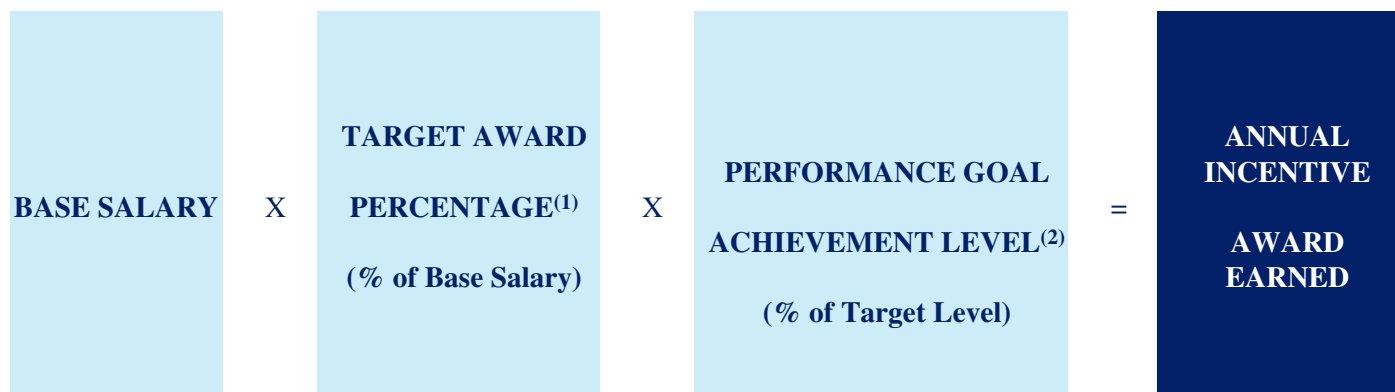 BASE SALARY
X
TARGET AWARD
PERCENTAGE(1)
(% of Base Salary)
X
PERFORMANCE GOAL
ACHIEVEMENT LEVEL(2)
(% of Target Level)
=
ANNUAL
INCENTIVE
AWARD
EARNED